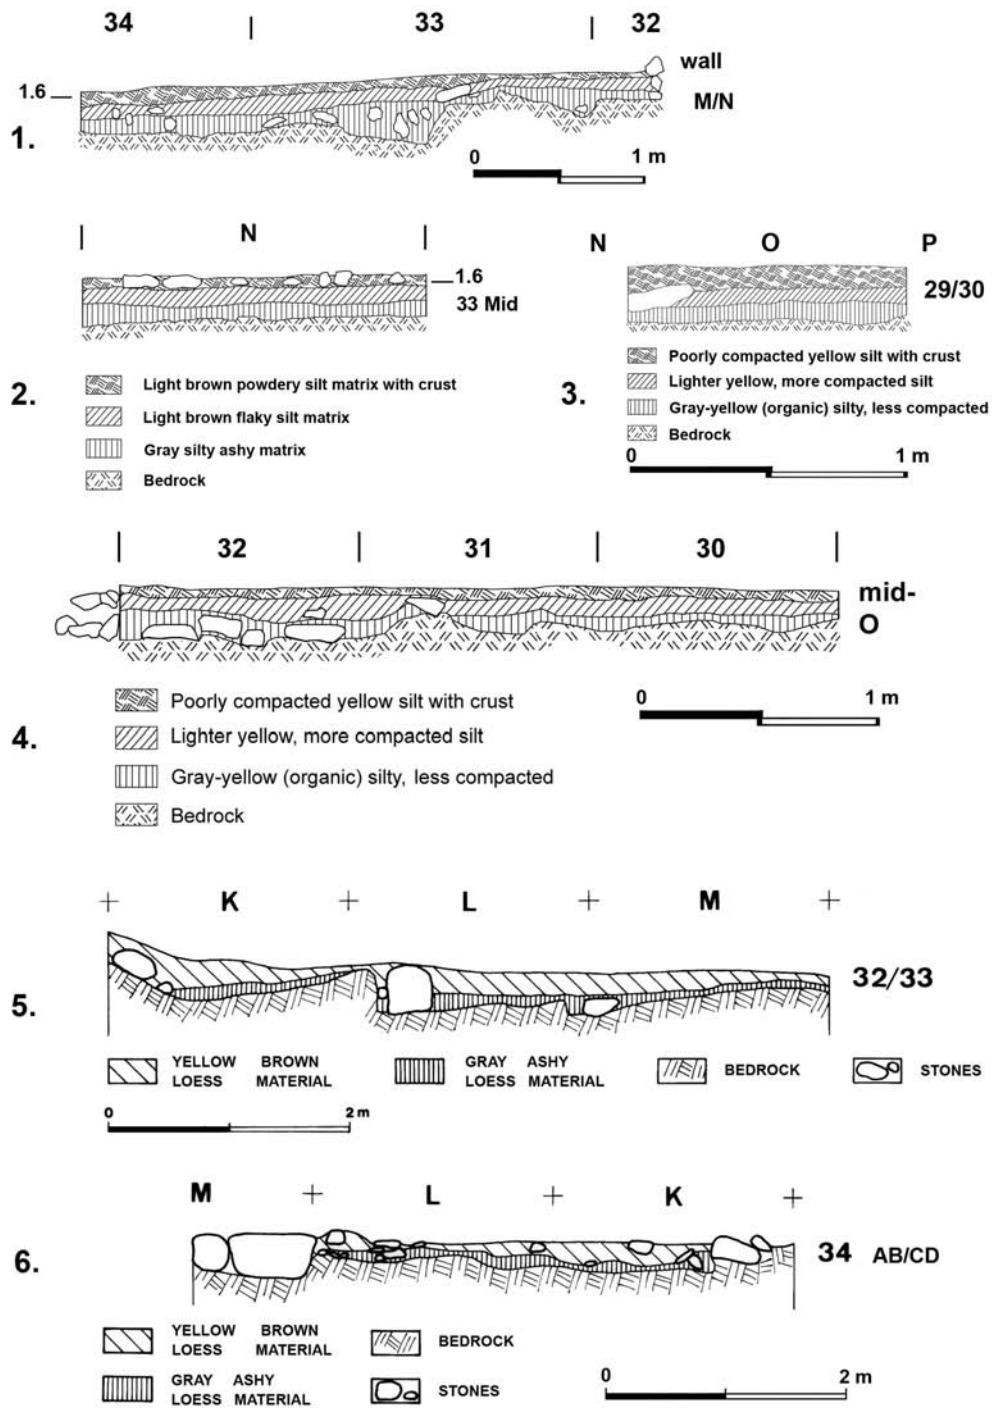 34 | 33 | 32
wall
1.6
M/N
1.
0 1 m
| N |
1.6
33 Mid
N O P
29/30
2.
Light brown powdery silt matrix with crust
Light brown flaky silt matrix
Gray silty ashy matrix
Bedrock
3.
Poorly compacted yellow silt with crust
Lighter yellow, more compacted silt
Gray-yellow (organic) silty, less compacted
Bedrock
0 1 m
| 32 | 31 | 30 |
mid-
O
0 1 m
4.
Poorly compacted yellow silt with crust
Lighter yellow, more compacted silt
Gray-yellow (organic) silty, less compacted
Bedrock
+ K + L + M +
32/33
5.
YELLOW BROWN
LOESS MATERIAL
GRAY ASHY
LOESS MATERIAL
BEDROCK
STONES
0 2 m
M + L + K +
6.
34 AB/CD
YELLOW BROWN
LOESS MATERIAL
BEDROCK
GRAY ASHY
LOESS MATERIAL
STONES
0 2 m